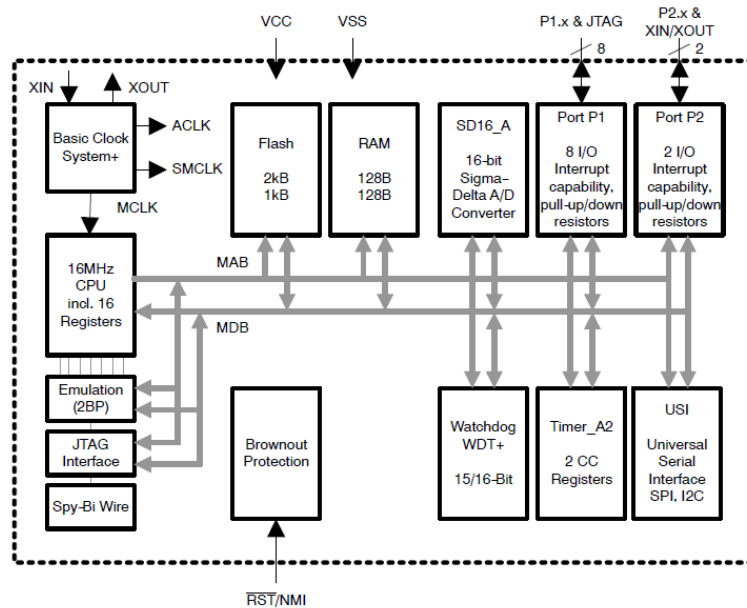 VCC
VSS
P1.x & JTAG
P2.x &
XIN/XOUT
8
2
XIN
XOUT
Basic Clock
System+
ACLK
SMCLK
MCLK
Flash
2kB
1kB
RAM
128B
128B
SD16_A
16-bit
Sigma–
Delta A/D
Converter
Port P1
8 I/O
Interrupt
capability,
pull-up/down
resistors
Port P2
2 I/O
Interrupt
capability,
pull-up/down
resistors
16MHz
CPU
incl. 16
Registers
MAB
MDB
Emulation
(2BP)
JTAG
Interface
Spy-Bi Wire
Brownout
Protection
Watchdog
WDT+
15/16-Bit
Timer_A2
2 CC
Registers
USI
Universal
Serial
Interface
SPI, I2C
RST/NMI